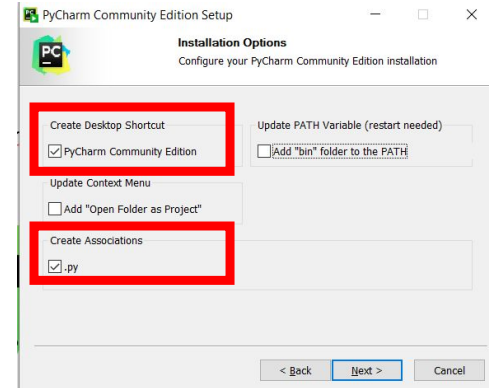 PyCharm Community Edition Setup
PC
Installation Options
Configure your PyCharm Community Edition installation
Create Desktop Shortcut
PyCharm Community Edition
Update PATH Variable (restart needed)
Add "bin" folder to the PATH
Update Context Menu
Add "Open Folder as Project"
Create Associations
.py
< Back
Next >
Cancel